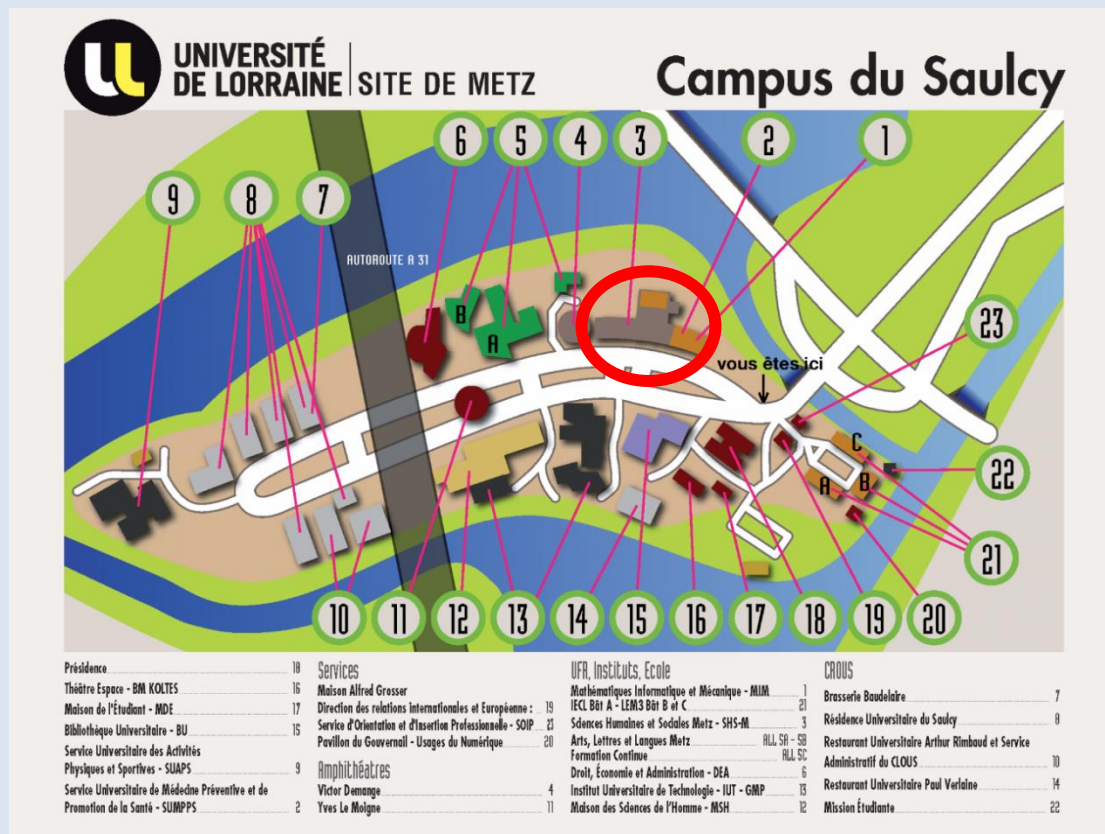 UNIVERSITÉ
DE LORRAINE
SITE DE METZ
Campus du Saulcy
6
5
4
3
2
1
9
8
7
AUTOROUTE A 31
B
A
23
vous êtes ici
C
A
B
22
21
10
11
12
13
14
15
16
17
18
19
20
Présidence 18
Théâtre Espace - BM KOLTES 16
Maison de l'Étudiant - MDE 17
Bibliothèque Universitaire - BU 15
Service Universitaire des Activités
Physiques et Sportives - SUAPS 9
Service Universitaire de Médecine Préventive et de
Promotion de la Santé - SUMPPS 2
Services
Maison Alfred Grosser
Direction des relations internationales et Européenne : 19
Service d'Orientation et d'Insertion Professionelle - SOIP 23
Pavillon du Gouvernail - Usages du Numérique 20
Amphithéatres
Victor Demange 4
Yves Le Moigne 11
UFR, Instituts, Ecole
Mathématiques Informatique et Mécanique - MIM 1
IECL Bât A - LEM3 Bât B et C 21
Sciences Humaines et Sociales Metz - SHS-M 3
Arts, Lettres et Langues Metz ALL 5A - 5B
Formation Continue ALL 5C
Droit, Économie et Administration - DEA 6
Institut Universitaire de Technologie - IUT - GMP 13
Maison des Sciences de l'Homme - MSH 12
CROUS
Brasserie Baudelaire 7
Résidence Universitaire du Saulcy 8
Restaurant Universitaire Arthur Rimbaud et Service
Administratif du CLOUS 10
Restaurant Universitaire Paul Verlaine 14
Mission Étudiante 22